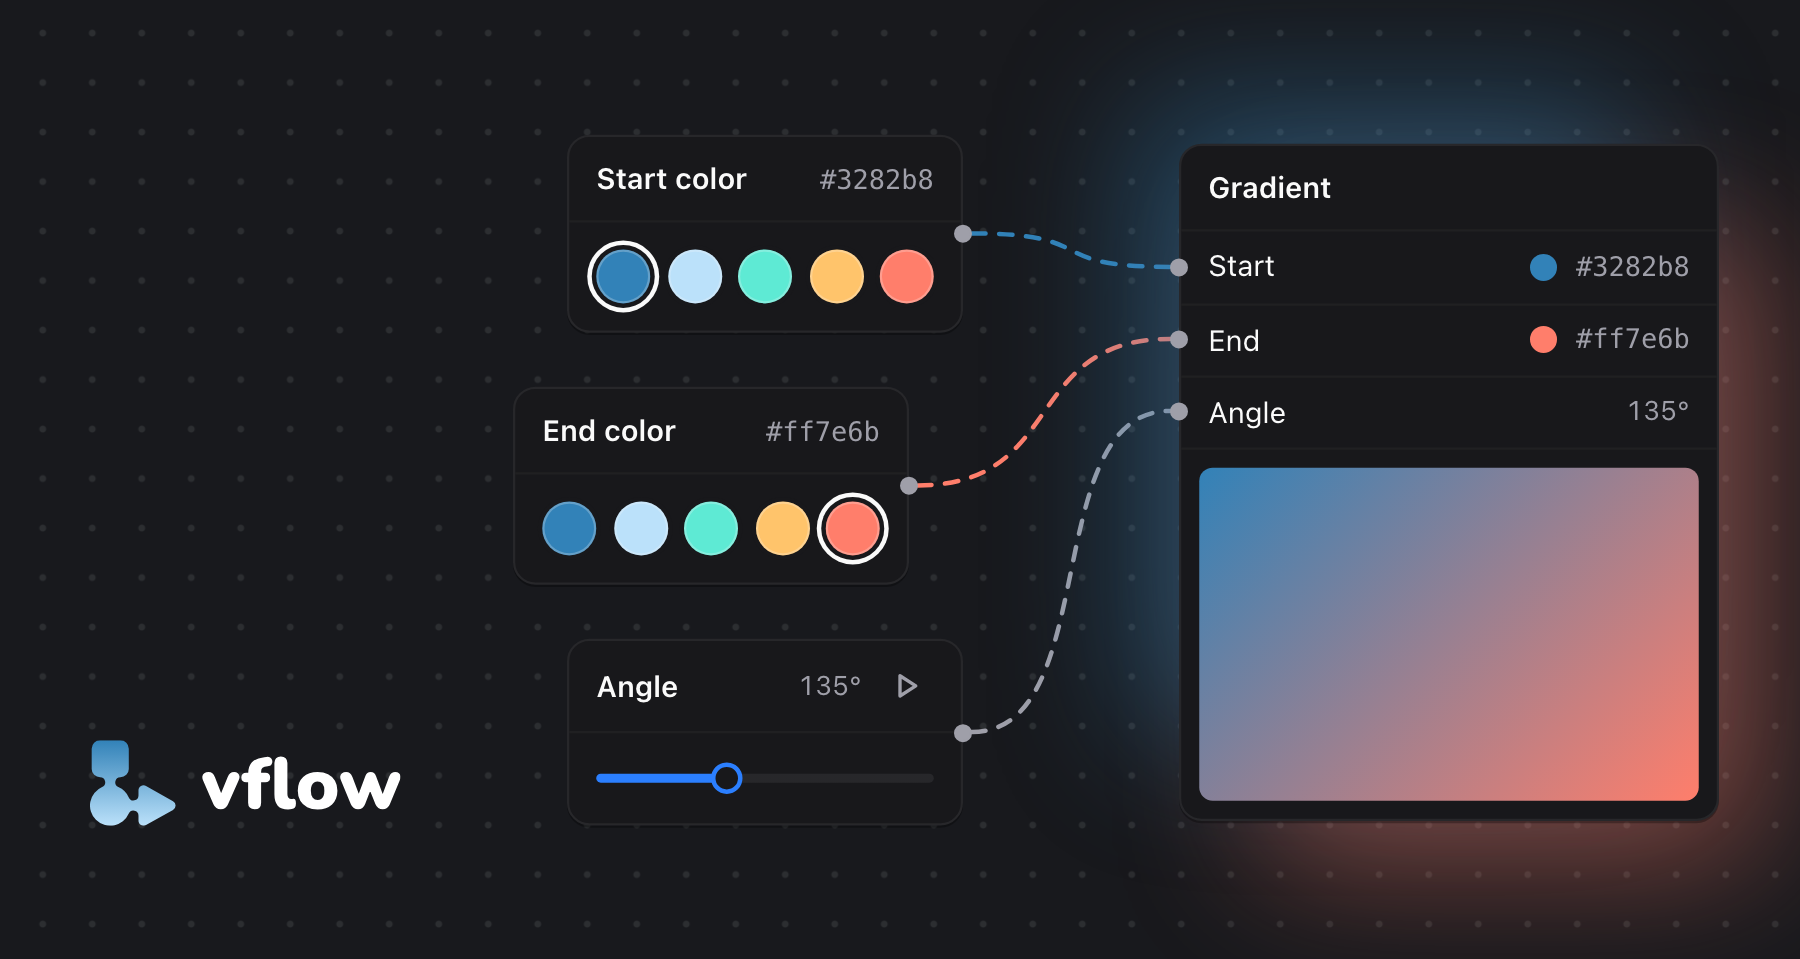 Start color #3282b8
End color #ff7e6b
Angle 135°
vflow
Gradient
Start #3282b8
End #ff7e6b
Angle 135°